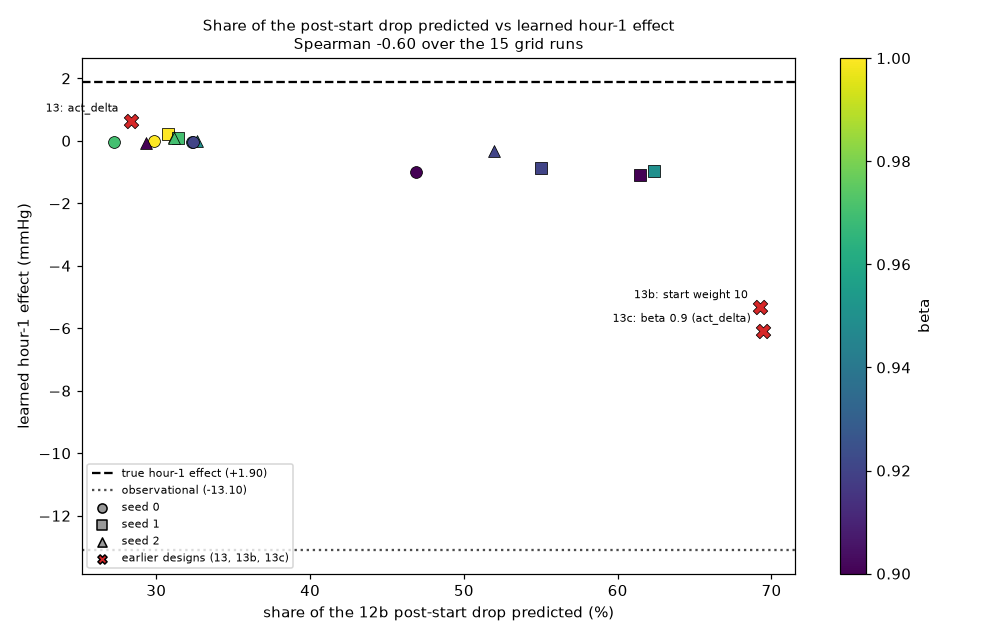 Share of the post-start drop predicted vs learned hour-1 effect
Spearman -0.60 over the 15 grid runs
2
0
−2
−4
−6
−8
−10
−12
learned hour-1 effect (mmHg)
13: act_delta
13b: start weight 10
13c: beta 0.9 (act_delta)
true hour-1 effect (+1.90)
observational (-13.10)
seed 0
seed 1
seed 2
earlier designs (13, 13b, 13c)
30
40
50
60
70
share of the 12b post-start drop predicted (%)
1.00
0.98
0.96
0.94
0.92
0.90
beta